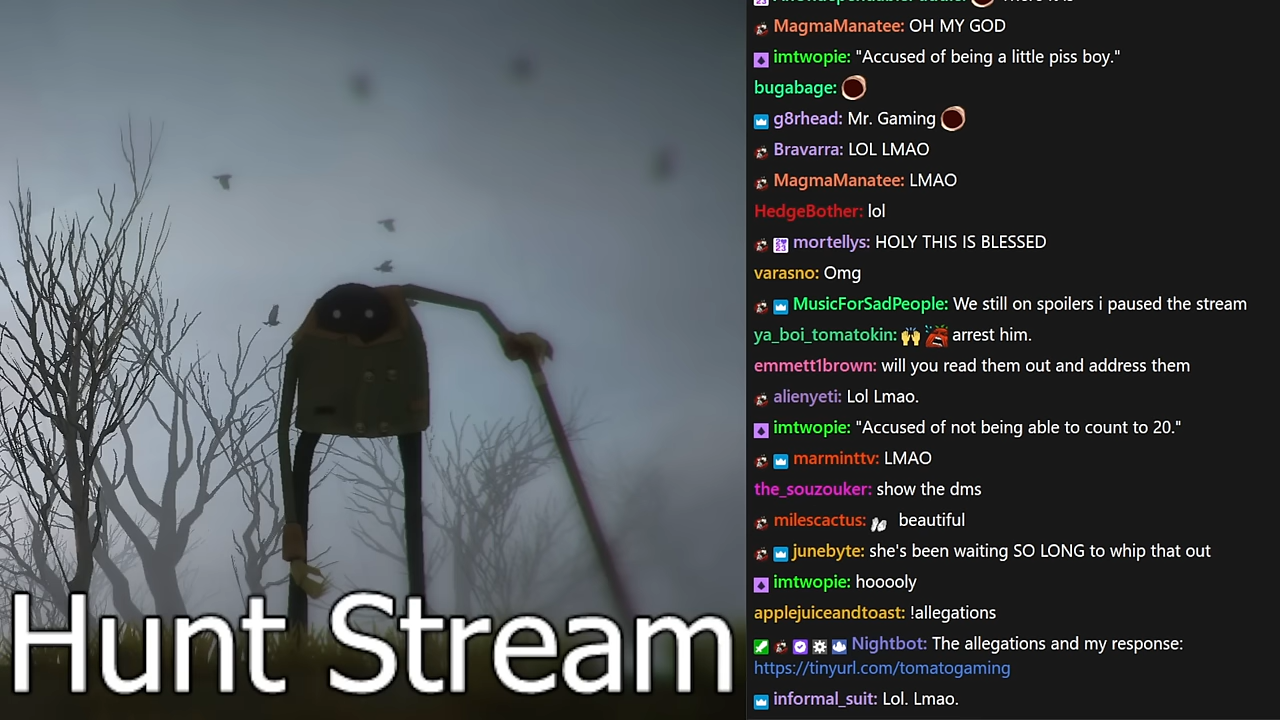 Hunt Stream
MagmaManatee: OH MY GOD
imtwopie: "Accused of being a little piss boy."
bugabage:
g8rhead: Mr. Gaming
Bravarra: LOL LMAO
MagmaManatee: LMAO
HedgeBother: lol
mortellys: HOLY THIS IS BLESSED
varasno: Omg
MusicForSadPeople: We still on spoilers i paused the stream
ya_boi_tomatokin: arrest him.
emmett1brown: will you read them out and address them
alienyeti: Lol Lmao.
imtwopie: "Accused of not being able to count to 20."
marminttv: LMAO
the_souzouker: show the dms
milescactus: beautiful
junebyte: she's been waiting SO LONG to whip that out
imtwopie: hooooly
applejuiceandtoast: !allegations
Nightbot: The allegations and my response:
https://tinyurl.com/tomatogaming
informal_suit: Lol. Lmao.